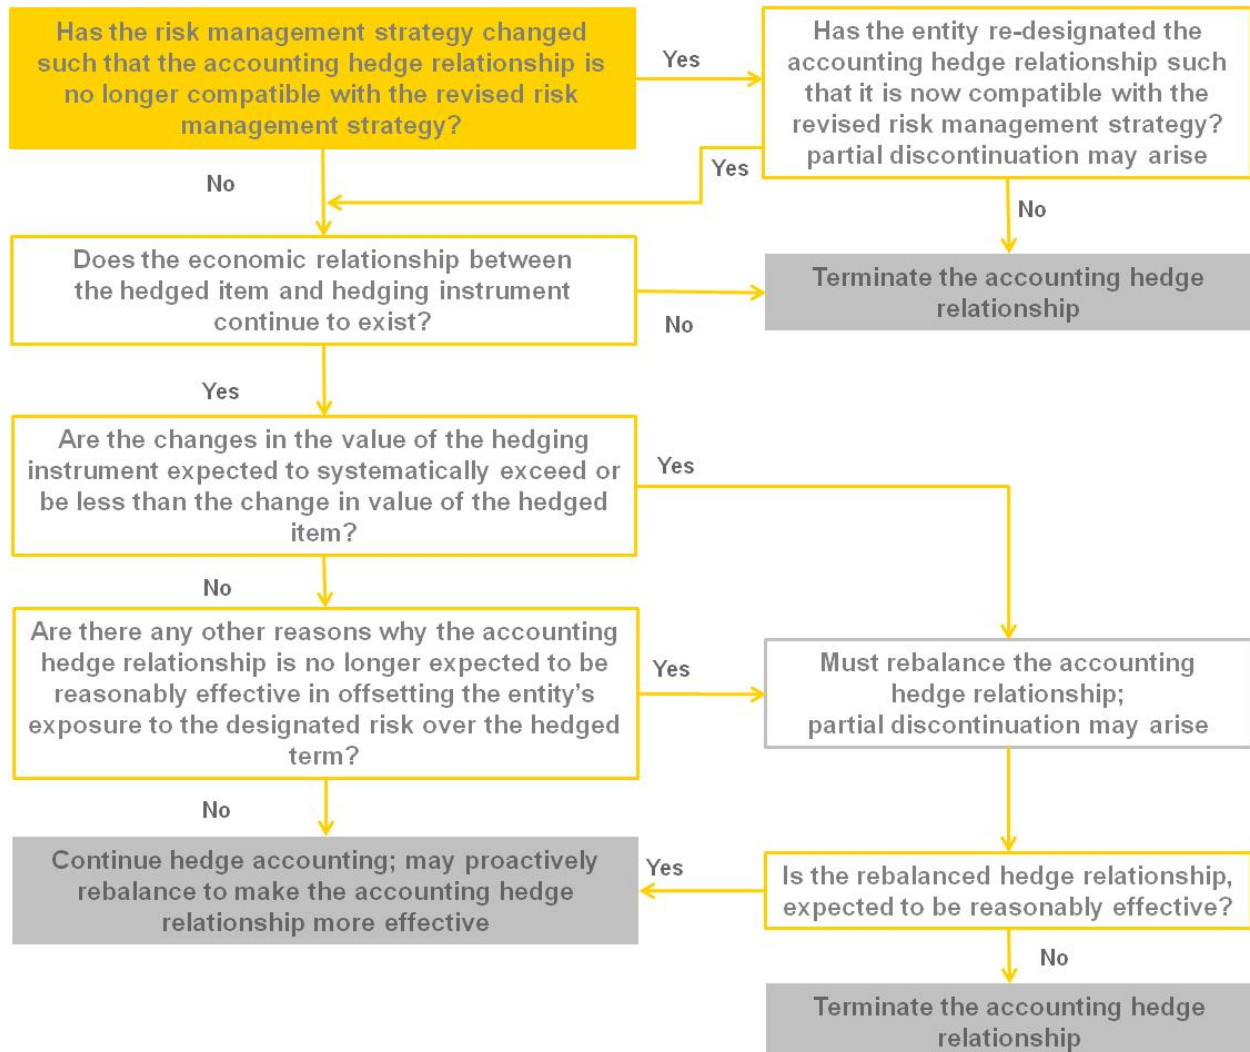 Has the risk management strategy changed
such that the accounting hedge relationship is
no longer compatible with the revised risk
management strategy?
Yes
Has the entity re-designated the
accounting hedge relationship such
that it is now compatible with the
revised risk management strategy?
partial discontinuation may arise
No
Yes
No
Does the economic relationship between
the hedged item and hedging instrument
continue to exist?
No
Terminate the accounting hedge
relationship
Yes
Are the changes in the value of the hedging
instrument expected to systematically exceed or
be less than the change in value of the hedged
item?
Yes
No
Are there any other reasons why the accounting
hedge relationship is no longer expected to be
reasonably effective in offsetting the entity's
exposure to the designated risk over the hedged
term?
Yes
Must rebalance the accounting
hedge relationship;
partial discontinuation may arise
No
Continue hedge accounting; may proactively
rebalance to make the accounting hedge
relationship more effective
Yes
Is the rebalanced hedge relationship,
expected to be reasonably effective?
No
Terminate the accounting hedge
relationship